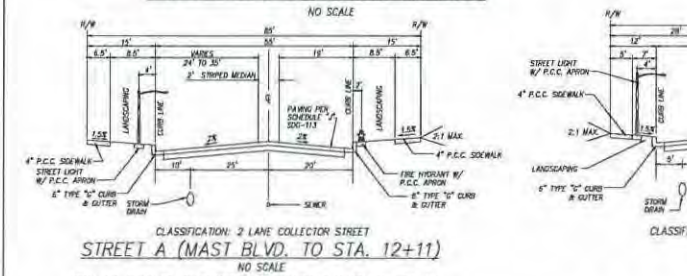 NO SCALE
R/W
85'
R/W
15'
55'
15'
6.5'
8.5'
VARIES
24' TO 35'
19'
8.5'
6.5'
4'
2' STRIPED MEDIAN
7'
LANDSCAPING
CURB LINE
CURB LINE
LANDSCAPING
PAVING PER
SCHEDULE "J"
SDG-113
1.5%
2%
2%
1.5%
2:1 MAX.
4" P.C.C. SIDEWALK
STREET LIGHT
W/ P.C.C. APRON
6" TYPE "G" CURB
& GUTTER
10'
25'
20'
STORM
DRAIN
SEWER
4" P.C.C. SIDEWALK
FIRE HYDRANT W/
P.C.C. APRON
6" TYPE "G" CURB
& GUTTER
CLASSIFICATION: 2 LANE COLLECTOR STREET
STREET A (MAST BLVD. TO STA. 12+11)
NO SCALE
R/W
12'
5'
7'
4'
STREET LIGHT
W/ P.C.C. APRON
4" P.C.C. SIDEWALK
CURB LINE
2:1 MAX.
1.5%
LANDSCAPING
6" TYPE "G" CURB
& GUTTER
5'
STORM
DRAIN